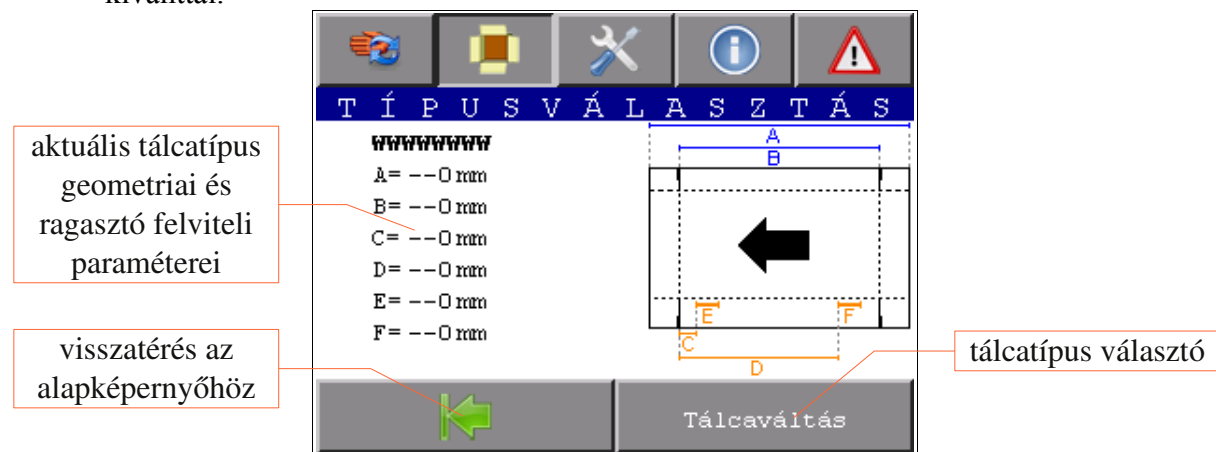 T Í P U S V Á L A S Z T Á S
aktuális tálcatípus
geometriai és
ragasztó felviteli
paraméterei
WWWWWWWW
A= --0 mm
B= --0 mm
C= --0 mm
D= --0 mm
E= --0 mm
F= --0 mm
A
B
E
F
C
D
visszatérés az
alapképernyőhöz
tálcatípus választó
Tálcaváltás